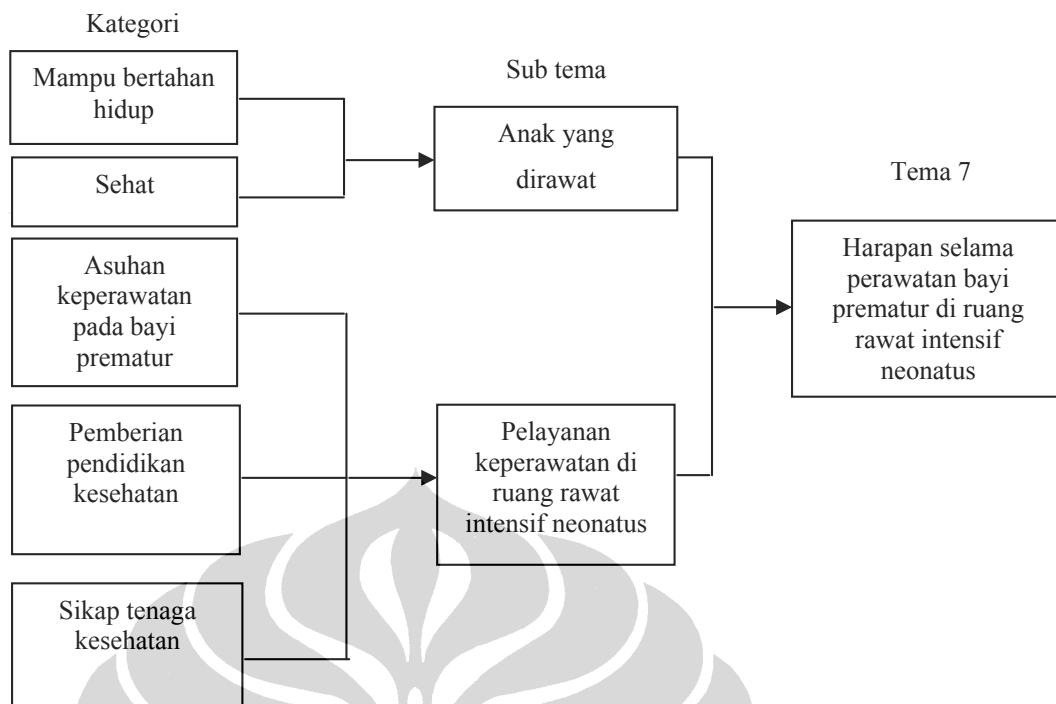 Kategori
Mampu bertahan
hidup
Sehat
Asuhan
keperawatan
pada bayi
prematur
Pemberian
pendidikan
kesehatan
Sikap tenaga
kesehatan
Sub tema
Anak yang
dirawat
Pelayanan
keperawatan di
ruang rawat
intensif neonatus
Tema 7
Harapan selama
perawatan bayi
prematur di ruang
rawat intensif
neonatus